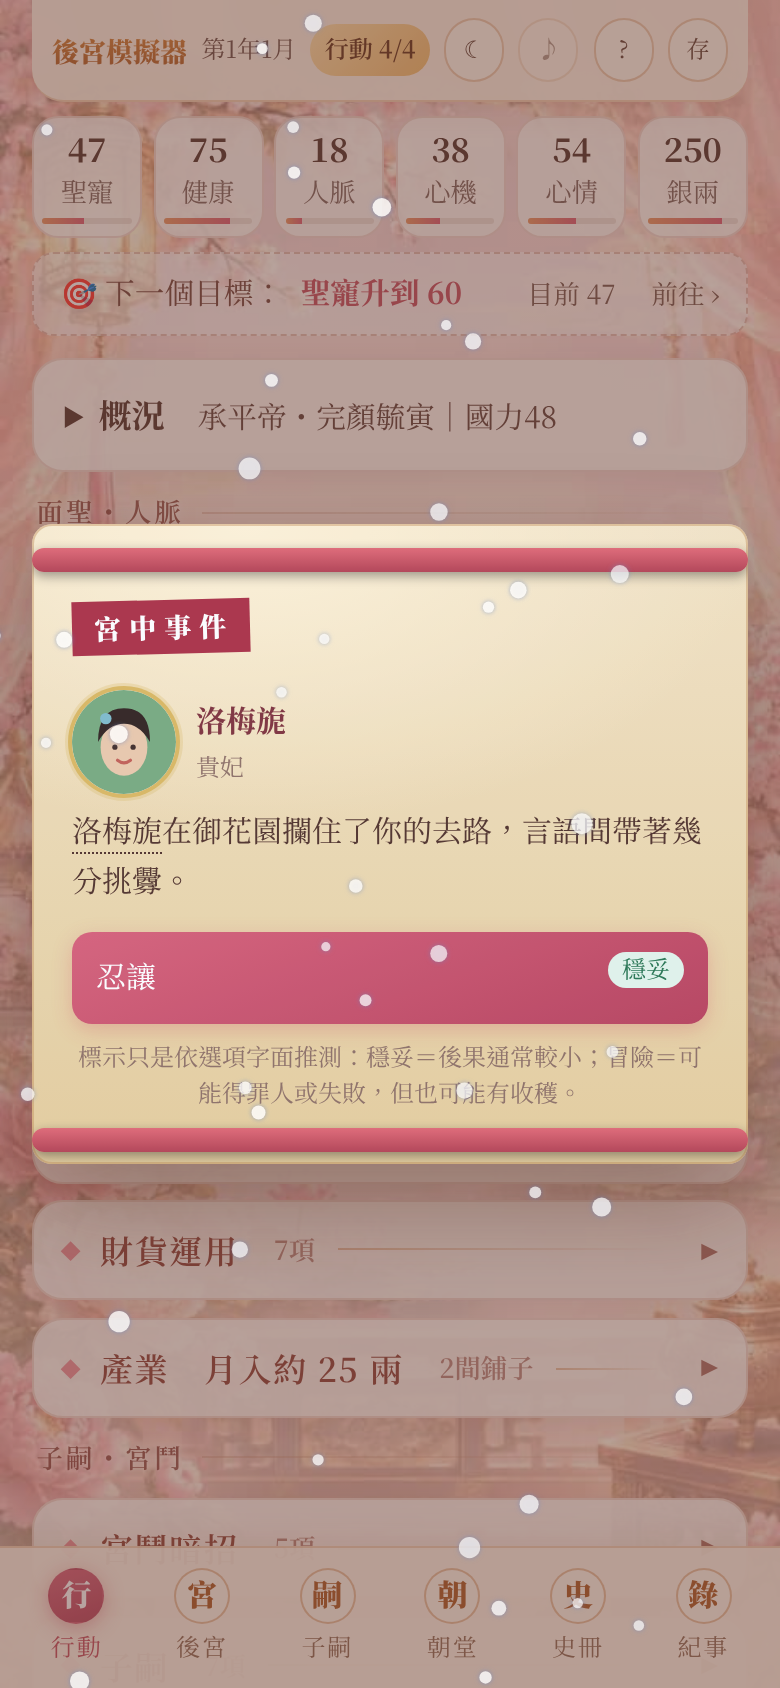 後宮模擬器 第1年1月 行動 4/4 ☾ ♪ ? 存
47 75 18 38 54 250
聖寵 健康 人脈 心機 心情 銀兩
下一個目標： 聖寵升到 60 目前 47 前往 ›
▶ 概況 承平帝・完顏毓寅｜國力48
面聖・人脈
宮中事件
洛梅旎
貴妃
洛梅旎在御花園攔住了你的去路，言語間帶著幾
分挑釁。
忍讓 穩妥
標示只是依選項字面推測：穩妥＝後果通常較小；冒險＝可
能得罪人或失敗，但也可能有收穫。
◆ 財貨運用 7項 ▶
◆ 產業 月入約 25 兩 2間鋪子 ▶
子嗣・宮鬥
宮鬥暗招 5項
行 宮 嗣 朝 史 錄
行動 後宮 子嗣 朝堂 史冊 紀事